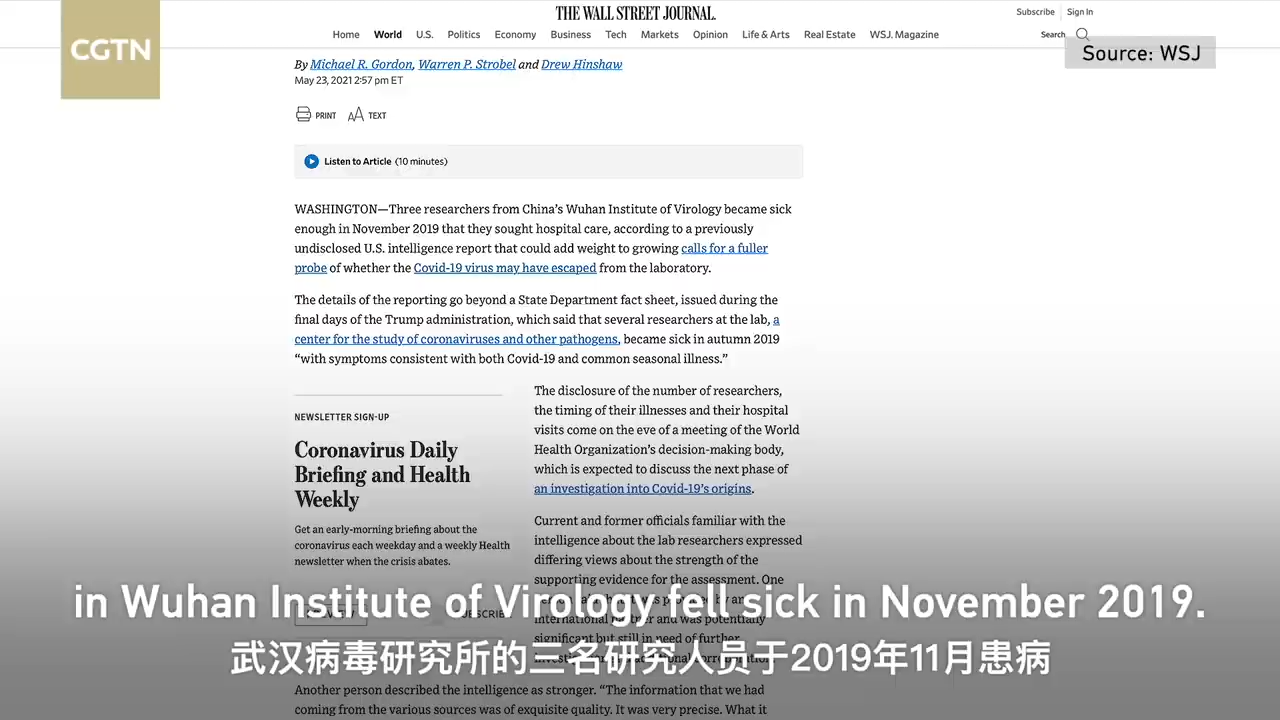 THE WALL STREET JOURNAL.
Subscribe Sign In
Home World U.S. Politics Economy Business Tech Markets Opinion Life & Arts Real Estate WSJ. Magazine
Search
CGTN
Source: WSJ
By Michael R. Gordon, Warren P. Strobel and Drew Hinshaw
May 23, 2021 2:57 pm ET
PRINT AA TEXT
Listen to Article (10 minutes)
WASHINGTON—Three researchers from China's Wuhan Institute of Virology became sick
enough in November 2019 that they sought hospital care, according to a previously
undisclosed U.S. intelligence report that could add weight to growing calls for a fuller
probe of whether the Covid-19 virus may have escaped from the laboratory.
The details of the reporting go beyond a State Department fact sheet, issued during the
final days of the Trump administration, which said that several researchers at the lab, a
center for the study of coronaviruses and other pathogens, became sick in autumn 2019
“with symptoms consistent with both Covid-19 and common seasonal illness.”
NEWSLETTER SIGN-UP
Coronavirus Daily
Briefing and Health
Weekly
Get an early-morning briefing about the
coronavirus each weekday and a weekly Health
newsletter when the crisis abates.
The disclosure of the number of researchers,
the timing of their illnesses and their hospital
visits come on the eve of a meeting of the World
Health Organization's decision-making body,
which is expected to discuss the next phase of
an investigation into Covid-19's origins.
Current and former officials familiar with the
intelligence about the lab researchers expressed
differing views about the strength of the
supporting evidence for the assessment. One
international partner and was potentially
significant but still in need of further
in Wuhan Institute of Virology fell sick in November 2019.
武汉病毒研究所的三名研究人员于2019年11月患病
Another person described the intelligence as stronger. “The information that we had
coming from the various sources was of exquisite quality. It was very precise. What it